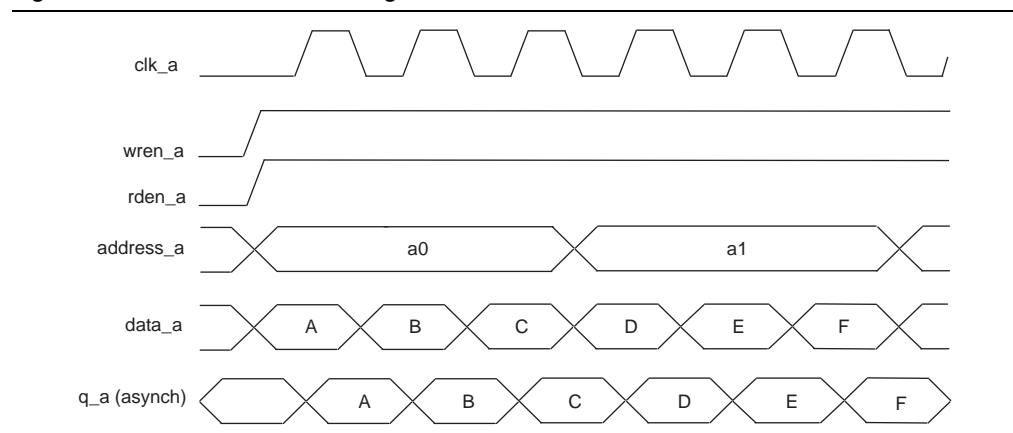 clk_a
wren_a
rden_a
address_a a0 a1
data_a A B C D E F
q_a (asynch) A B C D E F